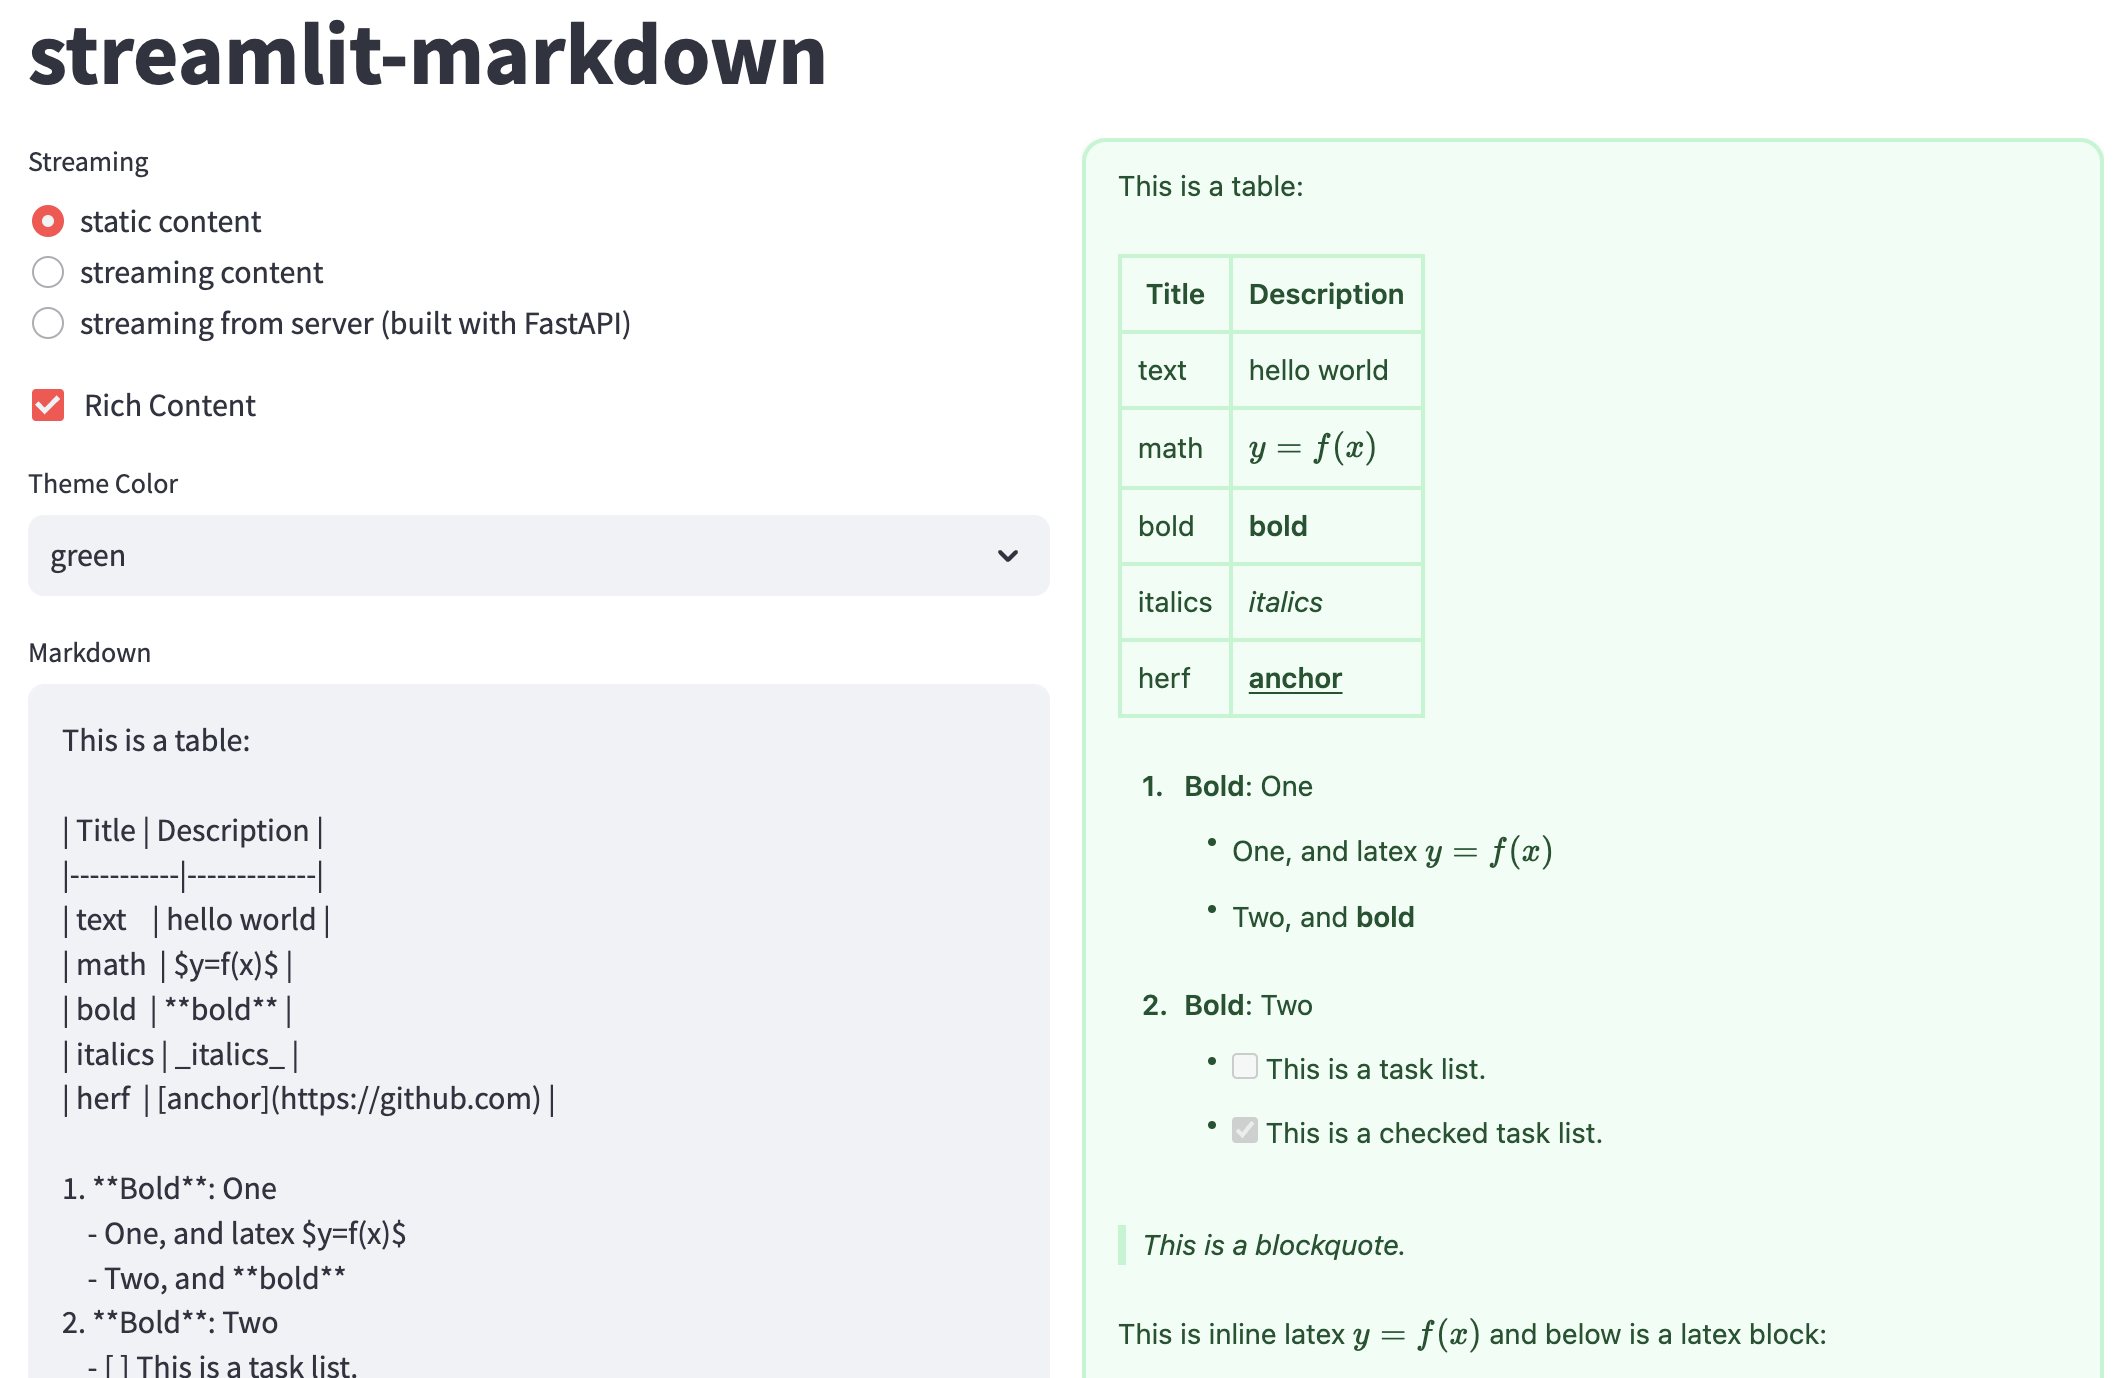 streamlit-markdown
Streaming
static content
streaming content
streaming from server (built with FastAPI)
Rich Content
Theme Color
green
Markdown
This is a table:
| Title | Description |
|-----------|-------------|
| text    | hello world |
| math  | $y=f(x)$ |
| bold  | **bold** |
| italics | _italics_ |
| herf  | [anchor](https://github.com) |
1. **Bold**: One
- One, and latex $y=f(x)$
- Two, and **bold**
2. **Bold**: Two
- [ ] This is a task list.
This is a table:
Title Description
text hello world
math y = f(x)
bold bold
italics italics
herf anchor
1. Bold: One
• One, and latex y = f(x)
• Two, and bold
2. Bold: Two
• This is a task list.
• This is a checked task list.
This is a blockquote.
This is inline latex y = f(x) and below is a latex block: